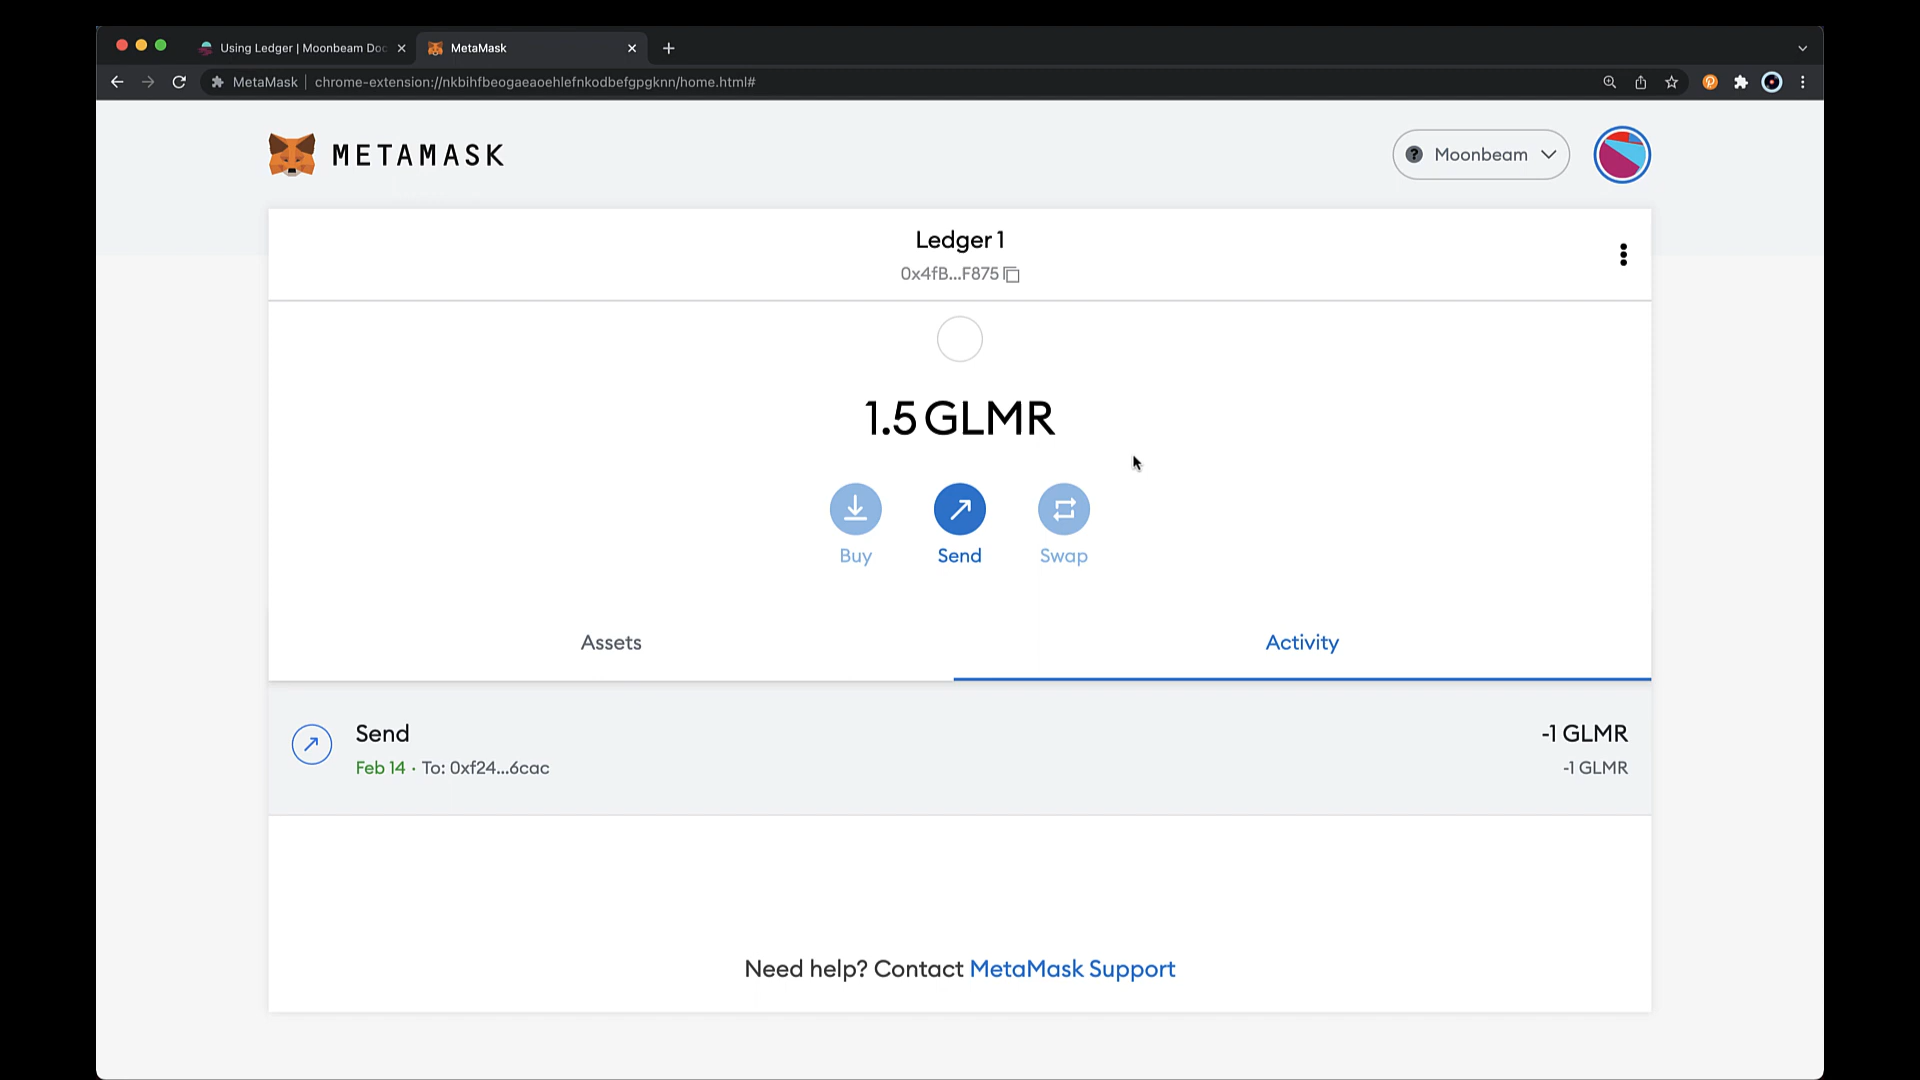 Using Ledger | Moonbeam Doc
MetaMask
MetaMask | chrome-extension://nkbihfbeogaeaoehlefnkodbefgpgknn/home.html#
METAMASK
? Moonbeam
Ledger 1
0x4fB...F875
1.5 GLMR
Buy
Send
Swap
Assets
Activity
Send
-1 GLMR
Feb 14 · To: 0xf24...6cac
-1 GLMR
Need help? Contact MetaMask Support